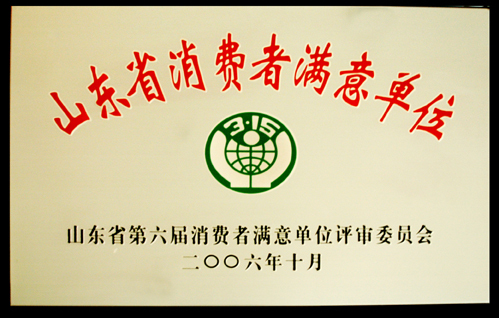 山东省消费者满意单位
3·15
山东省第六届消费者满意单位评审委员会
二〇〇六年十月